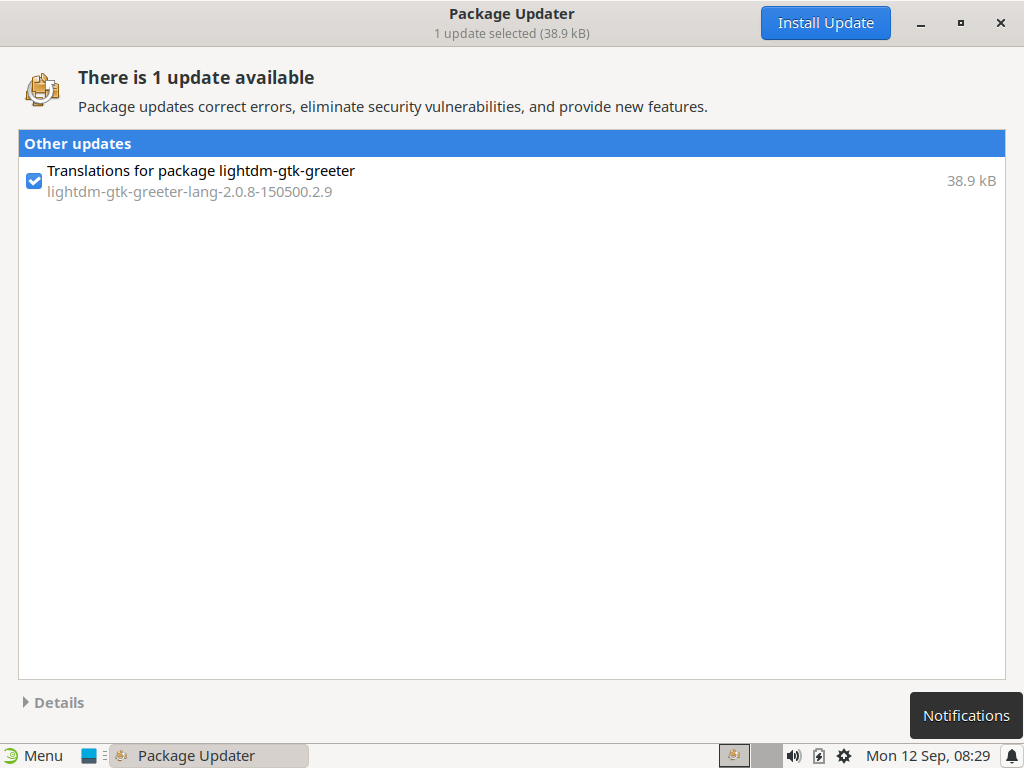 Package Updater
1 update selected (38.9 kB)
Install Update
There is 1 update available
Package updates correct errors, eliminate security vulnerabilities, and provide new features.
Other updates
Translations for package lightdm-gtk-greeter
lightdm-gtk-greeter-lang-2.0.8-150500.2.9
38.9 kB
Details
Notifications
Menu
Package Updater
Mon 12 Sep, 08:29